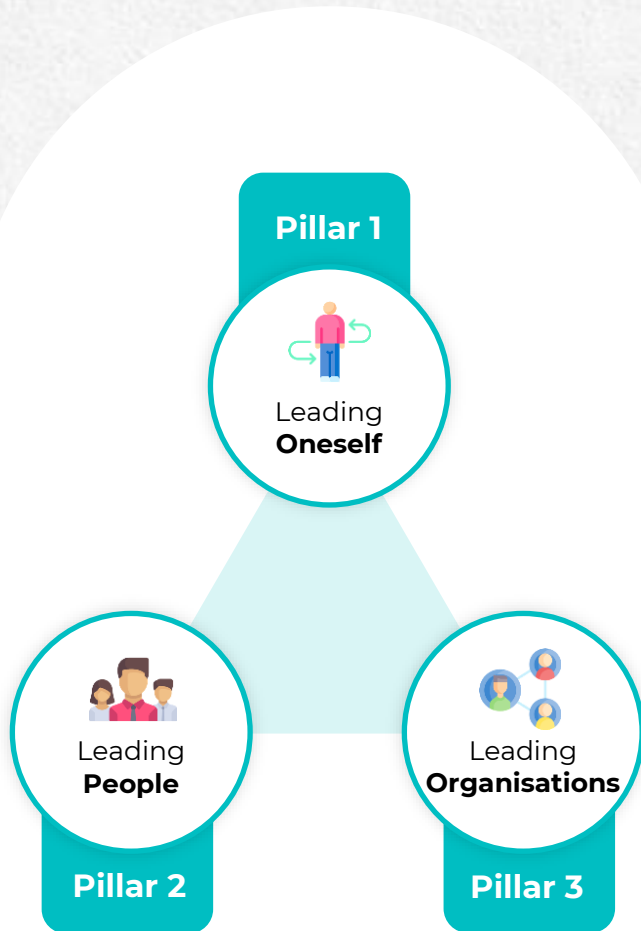 Pillar 1
Leading
Oneself
Leading
People
Pillar 2
Leading
Organisations
Pillar 3